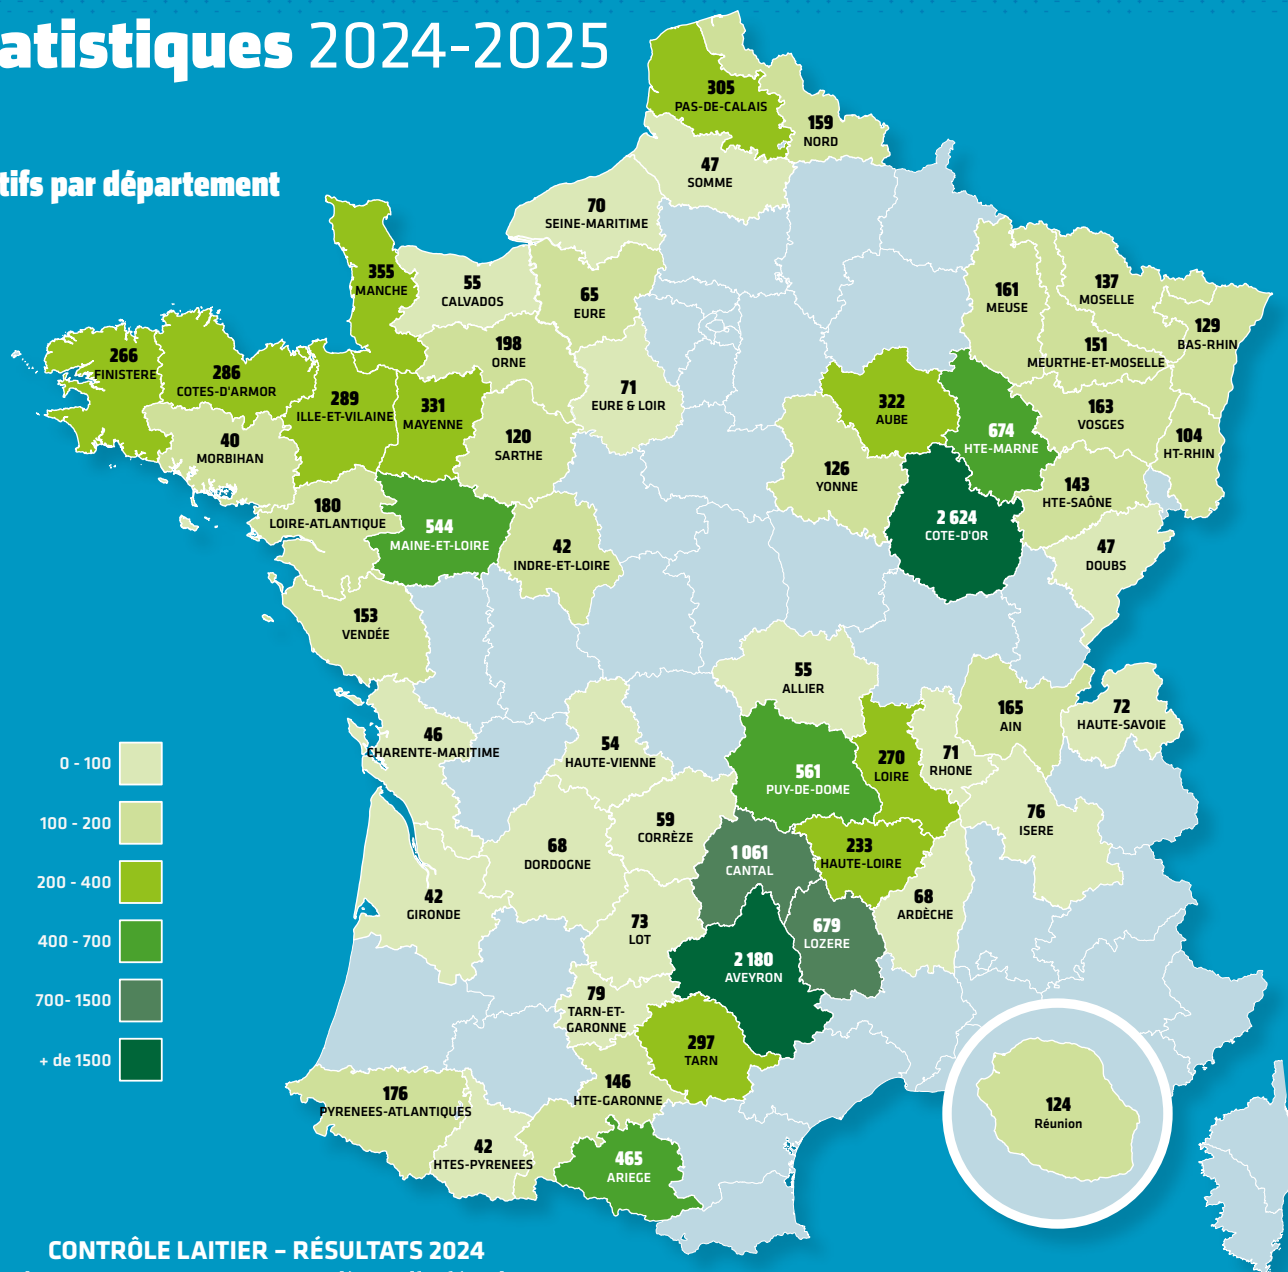 atistiques 2024-2025
tifs par département
305
PAS-DE-CALAIS
159
NORD
47
SOMME
70
SEINE-MARITIME
355
MANCHE
55
CALVADOS
65
EURE
161
MEUSE
137
MOSELLE
129
BAS-RHIN
151
MEURTHE-ET-MOSELLE
198
ORNE
266
FINISTERE
286
COTES-D'ARMOR
289
ILLE-ET-VILAINE
331
MAYENNE
71
EURE & LOIR
322
AUBE
674
HTE-MARNE
163
VOSGES
104
HT-RHIN
40
MORBIHAN
120
SARTHE
126
YONNE
143
HTE-SAÔNE
180
LOIRE-ATLANTIQUE
544
MAINE-ET-LOIRE
42
INDRE-ET-LOIRE
2 624
COTE-D'OR
47
DOUBS
153
VENDÉE
55
ALLIER
165
AIN
72
HAUTE-SAVOIE
46
CHARENTE-MARITIME
54
HAUTE-VIENNE
561
PUY-DE-DOME
270
LOIRE
71
RHONE
76
ISERE
59
CORRÈZE
68
DORDOGNE
1 061
CANTAL
233
HAUTE-LOIRE
68
ARDÈCHE
42
GIRONDE
73
LOT
679
LOZERE
2 180
AVEYRON
79
TARN-ET-
GARONNE
297
TARN
146
HTE-GARONNE
176
PYRENEES-ATLANTIQUES
42
HTES-PYRENEES
465
ARIEGE
124
Réunion
0 - 100
100 - 200
200 - 400
400 - 700
700- 1500
+ de 1500
CONTRÔLE LAITIER – RÉSULTATS 2024